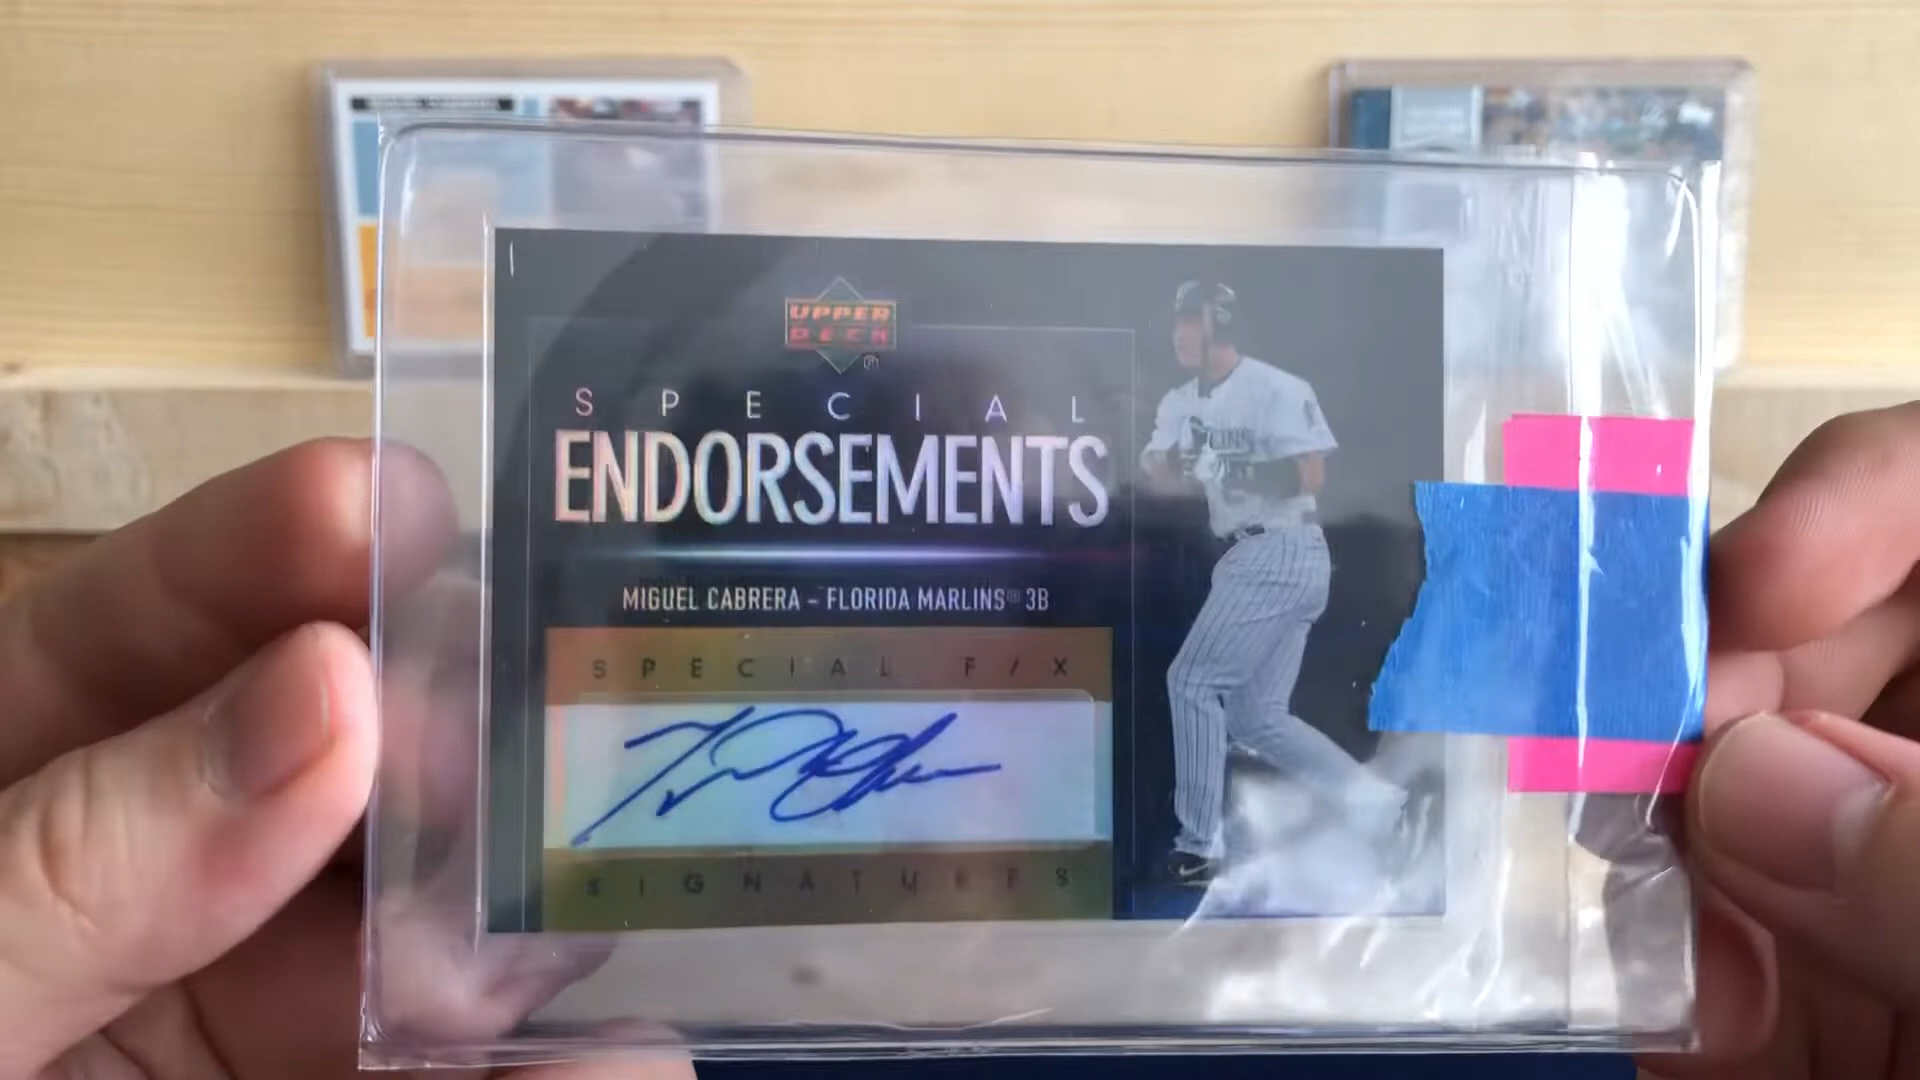 UPPER
DECK
SPECIAL
ENDORSEMENTS
MIGUEL CABRERA - FLORIDA MARLINS 3B
SPECIAL F/X
SIGNATURES